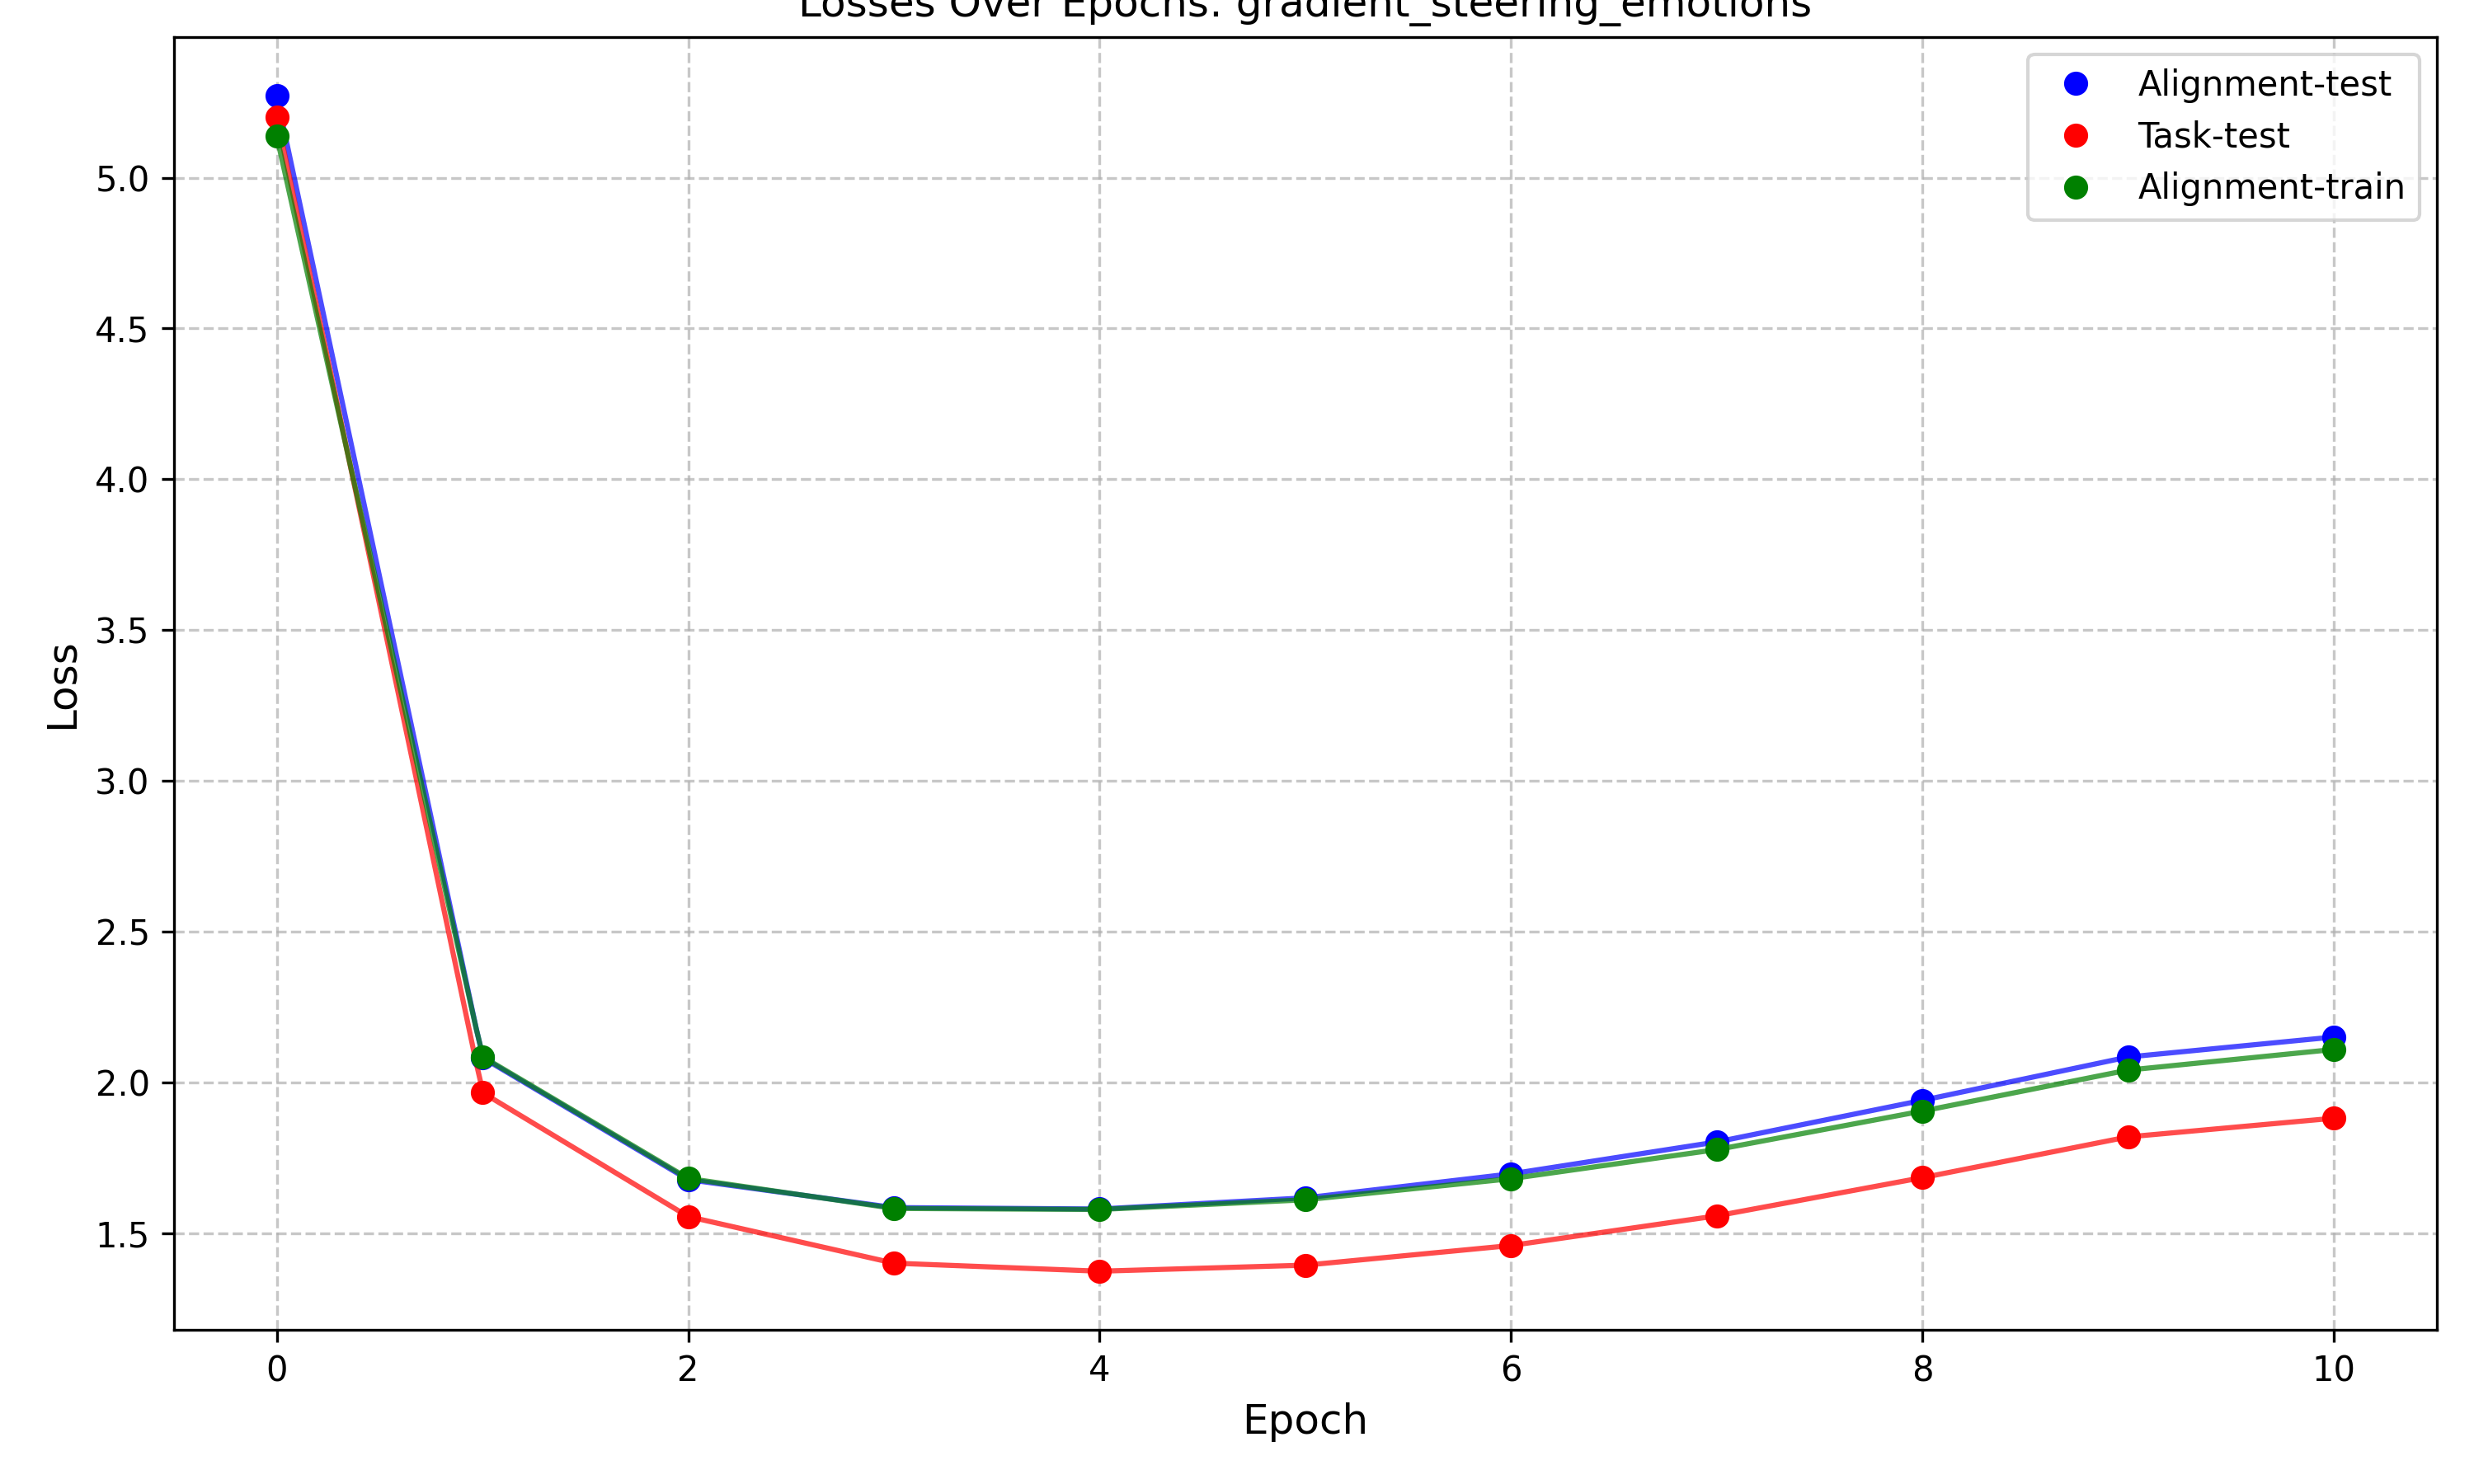 Losses Over Epochs: gradient_steering_emotions
Alignment-test
Task-test
Alignment-train
5.0
4.5
4.0
3.5
3.0
2.5
2.0
1.5
Loss
0 2 4 6 8 10
Epoch